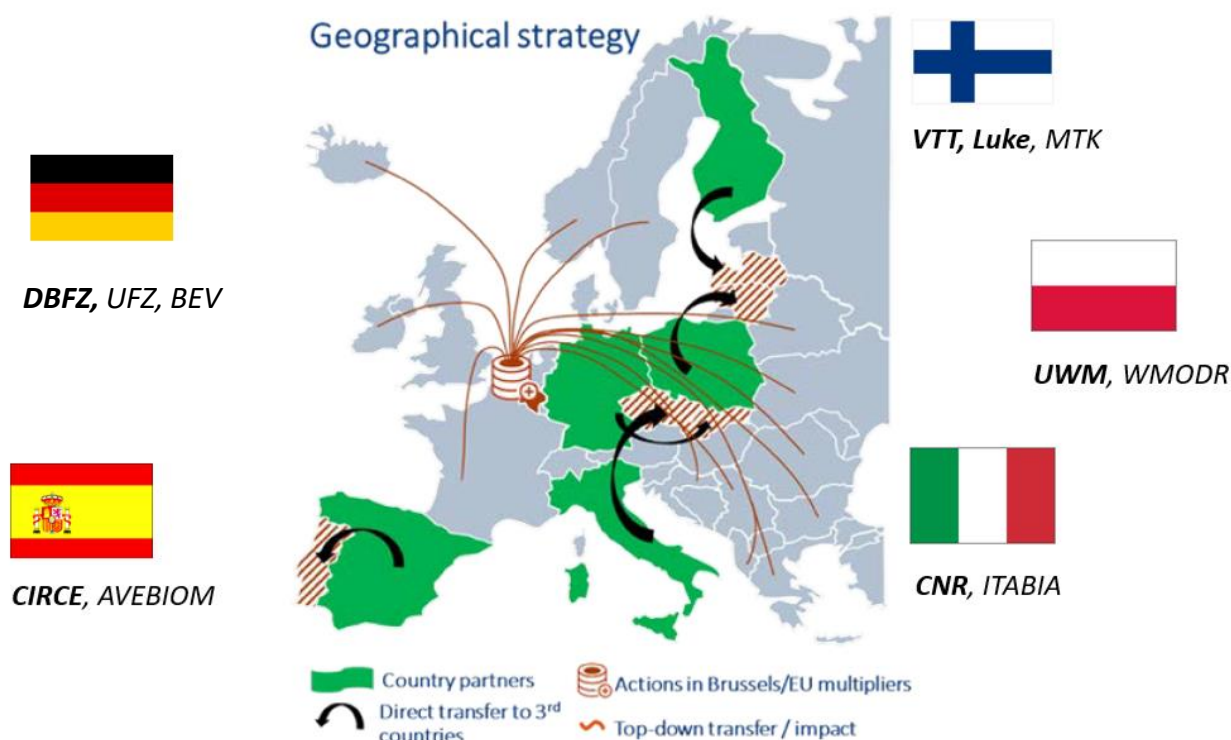 Geographical strategy
VTT, Luke, MTK
DBFZ, UFZ, BEV
UWM, WMODR
CIRCE, AVEBIOM
CNR, ITABIA
Country partners
Direct transfer to 3rd
countries
Actions in Brussels/EU multipliers
Top-down transfer / impact